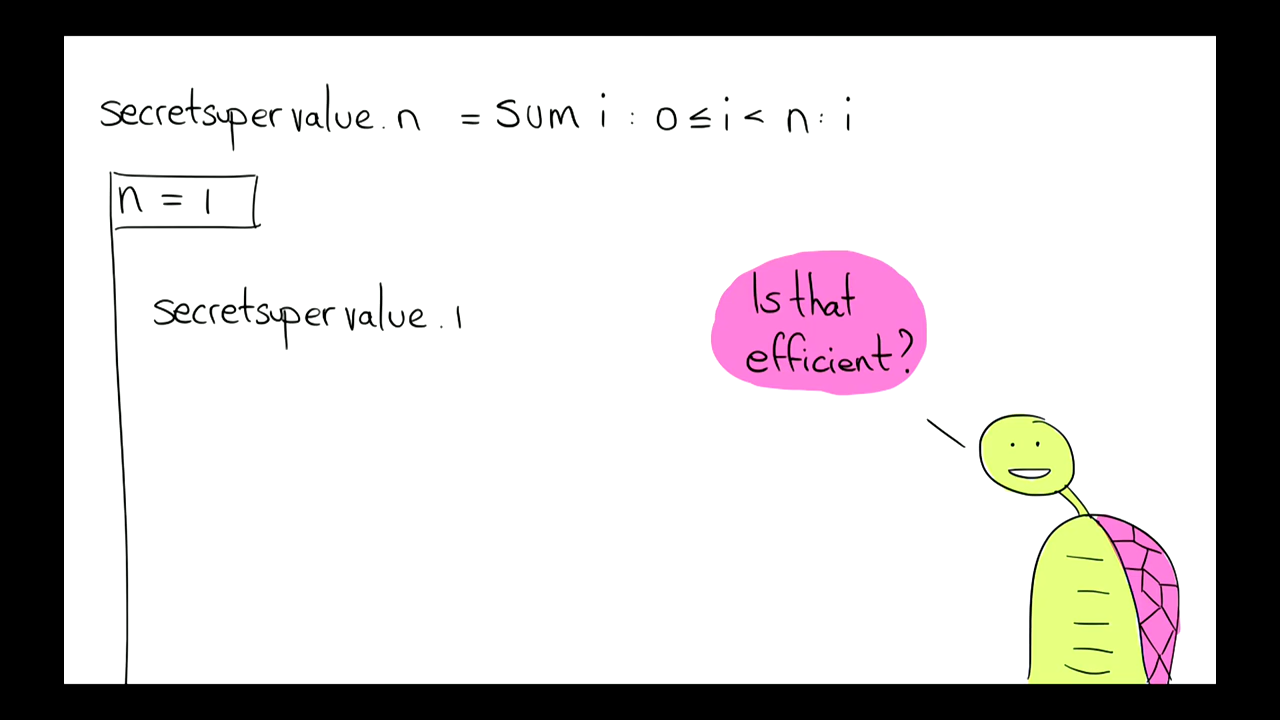 secretsupervalue.n = sum i : 0 ≤ i < n : i
n = 1
secretsupervalue.1
Is that
efficient?